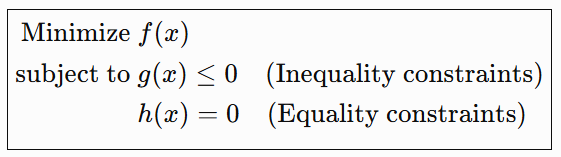 Minimize f(x)
subject to g(x) ≤ 0 (Inequality constraints)
h(x) = 0 (Equality constraints)